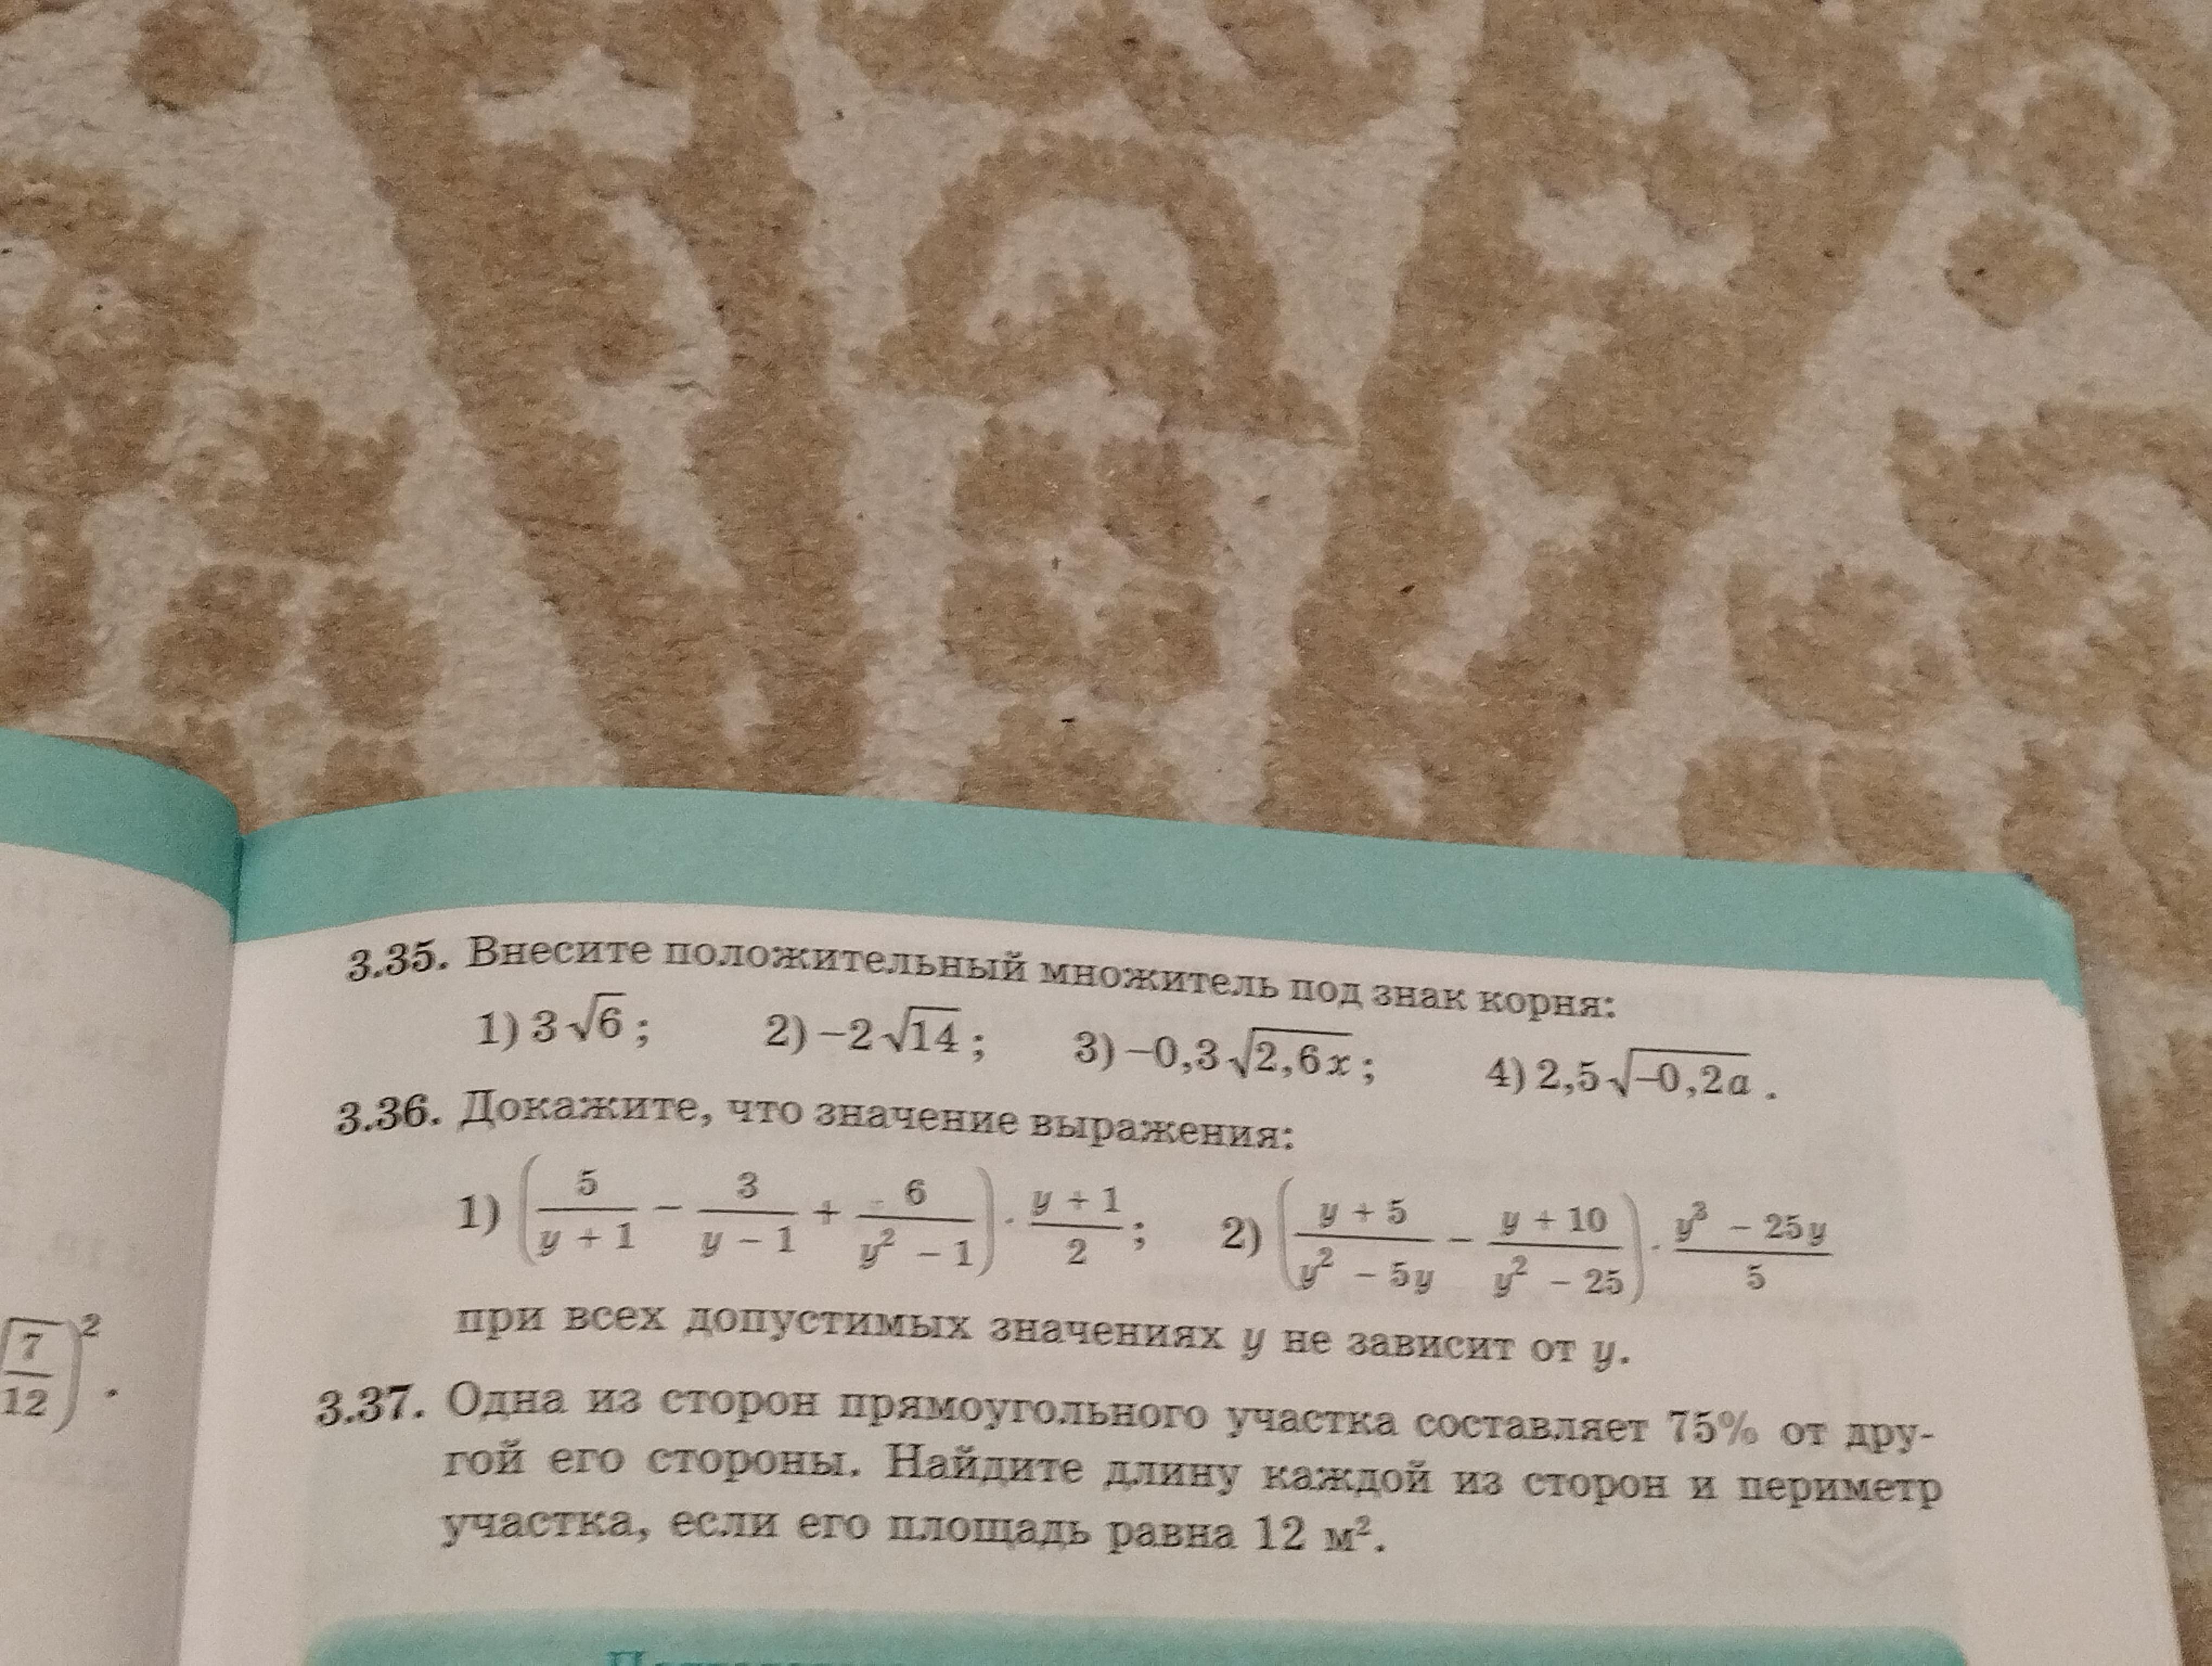 3.35. Внесите положительный множитель под знак корня:
1) 3√6; 2) −2√14; 3) −0,3√2,6x; 4) 2,5√−0,2a.
3.36. Докажите, что значение выражения:
1) (5/(y + 1) − 3/(y − 1) + 6/(y² − 1)) · (y + 1)/2; 2) ((y + 5)/(y² − 5y) − (y + 10)/(y² − 25)) · (y³ − 25y)/5
при всех допустимых значениях y не зависит от y.
3.37. Одна из сторон прямоугольного участка составляет 75% от дру-
гой его стороны. Найдите длину каждой из сторон и периметр
участка, если его площадь равна 12 м².
√7/12)².